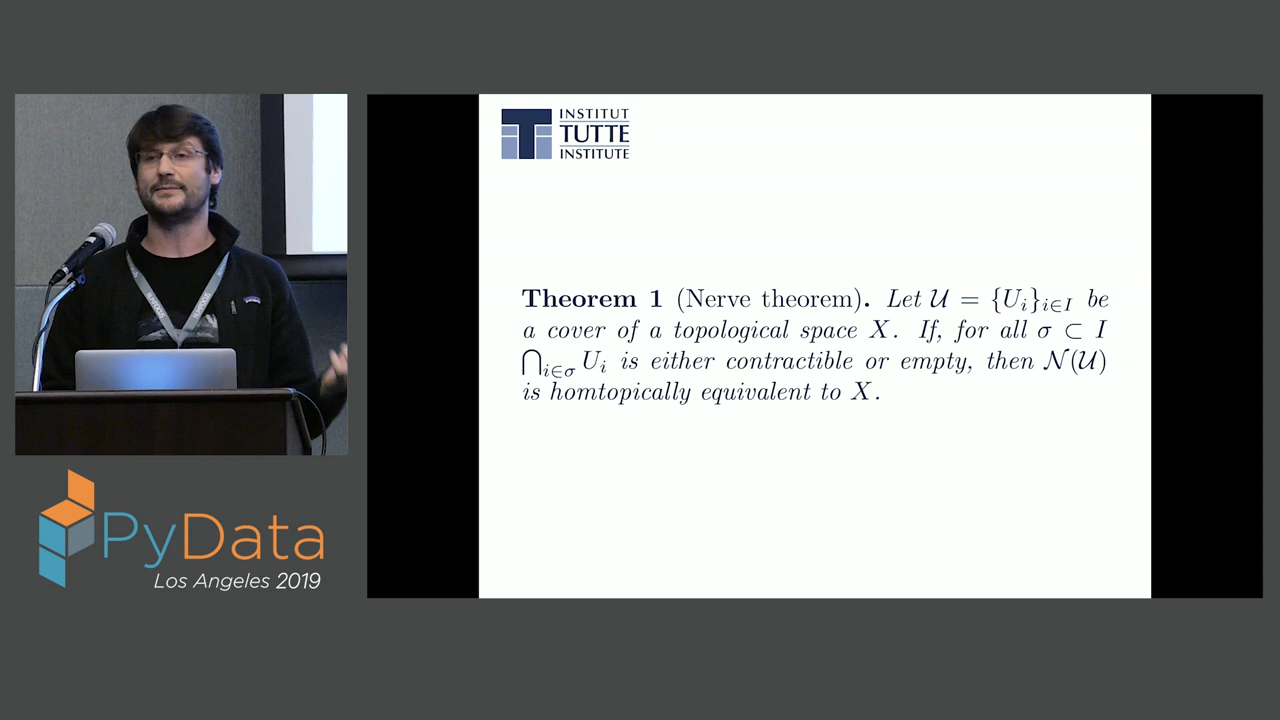 INSTITUT
TUTTE
INSTITUTE
Theorem 1 (Nerve theorem). Let 𝒰 = {U_i}_{i∈I} be
a cover of a topological space X. If, for all σ ⊂ I
⋂_{i∈σ} U_i is either contractible or empty, then 𝒩(𝒰)
is homtopically equivalent to X.
PyData
Los Angeles 2019